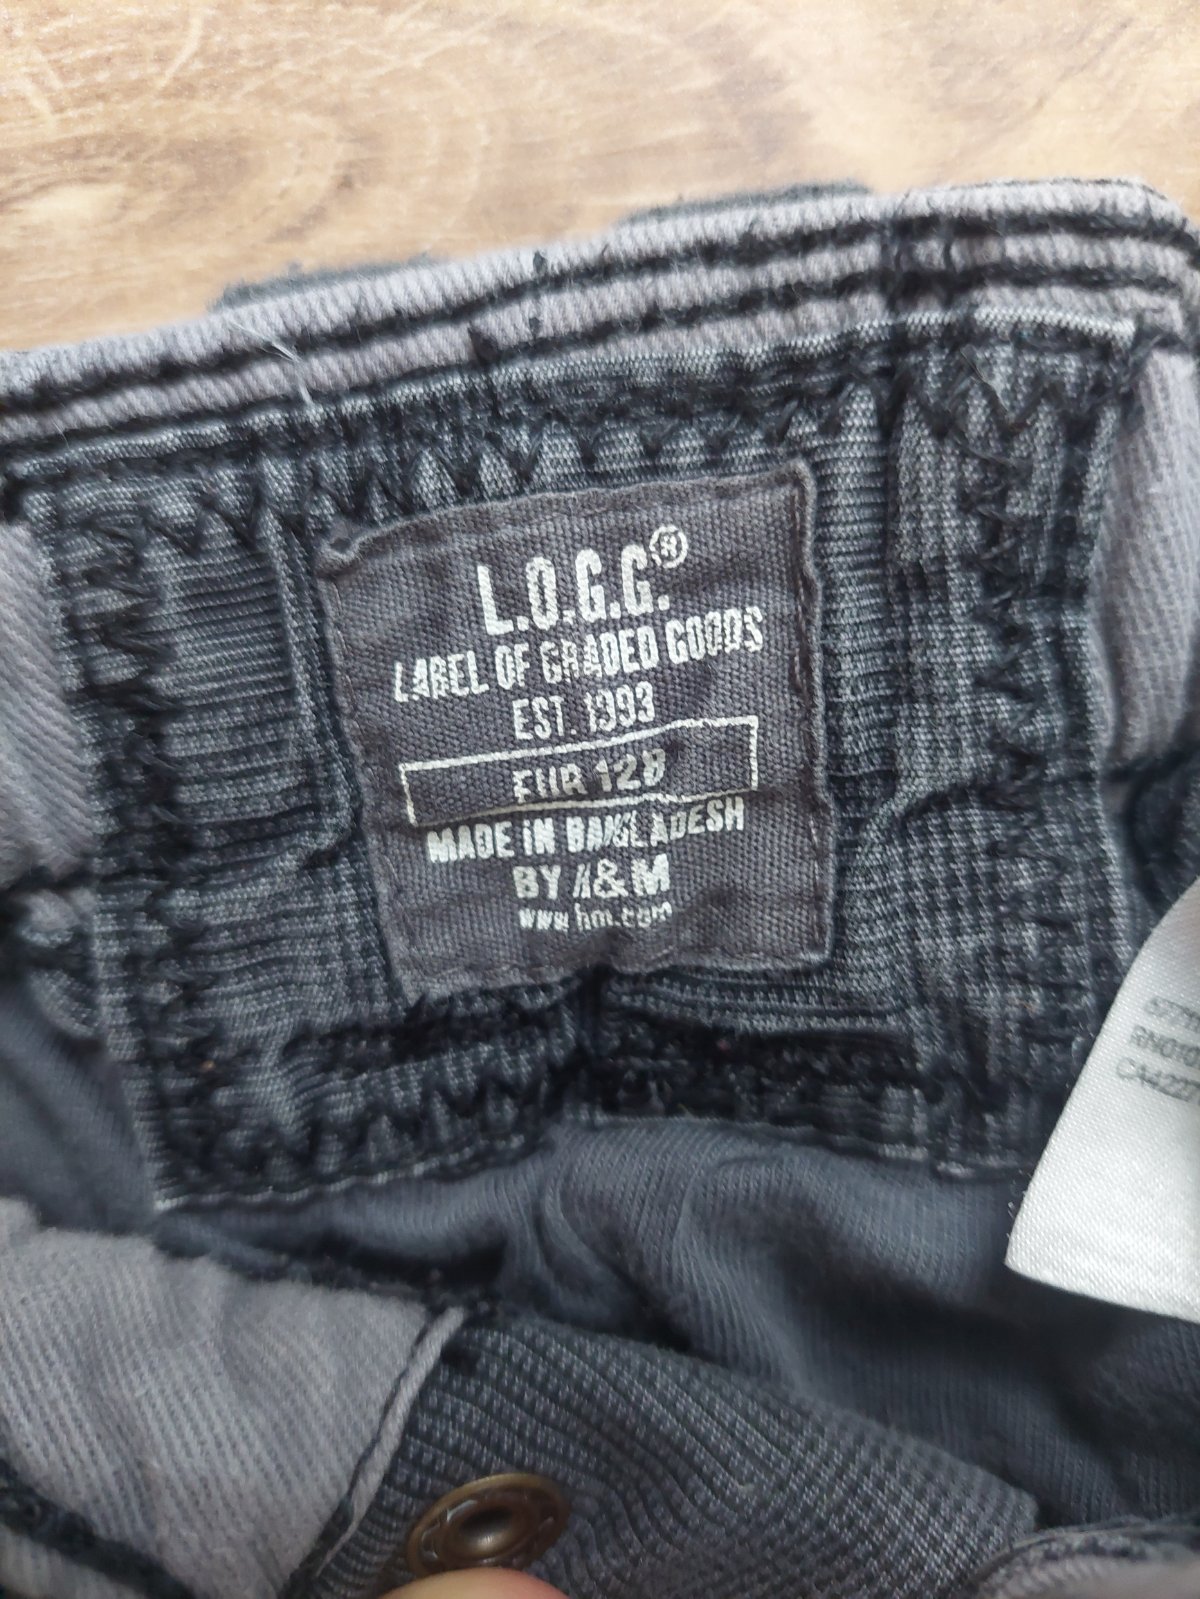 L.O.G.G.®
LABEL OF GRADED GOODS
EST. 1993
EUR 128
MADE IN BANGLADESH
BY H&M
www.hm.com